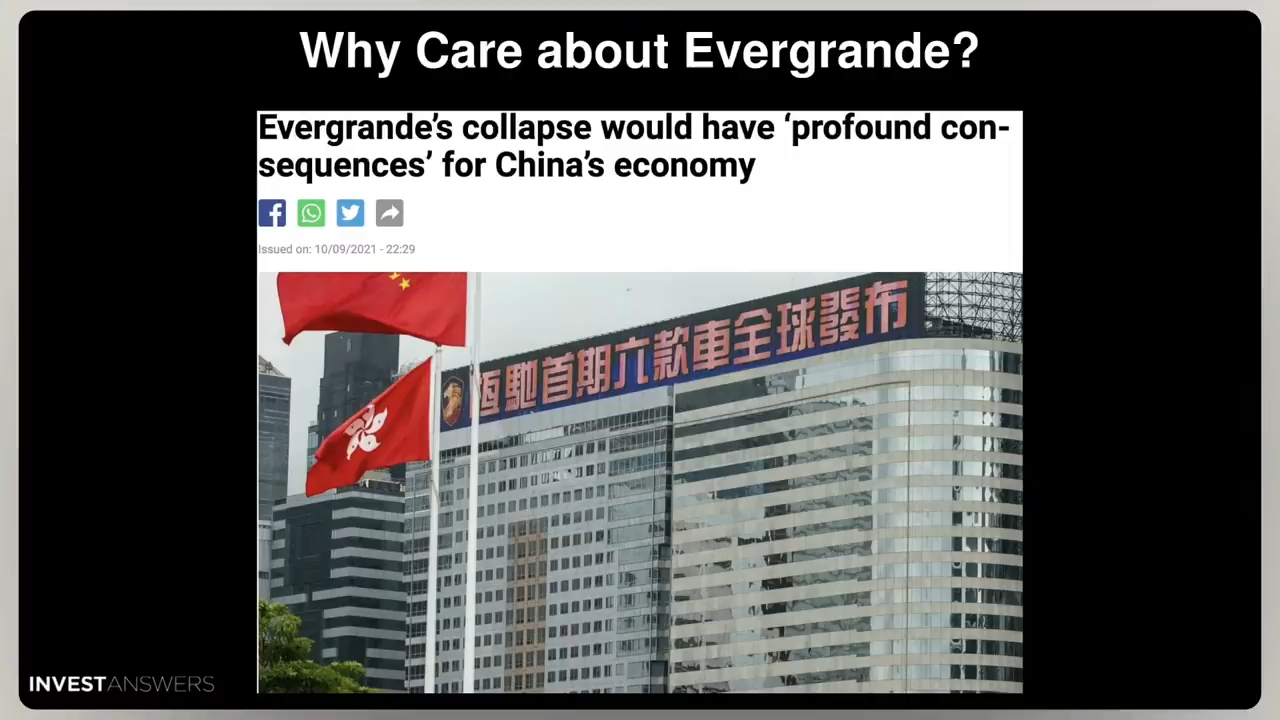 Why Care about Evergrande?
Evergrande’s collapse would have ‘profound con-
sequences’ for China’s economy
Issued on: 10/09/2021 - 22:29
恆馳首期六款車全球發布
INVESTANSWERS